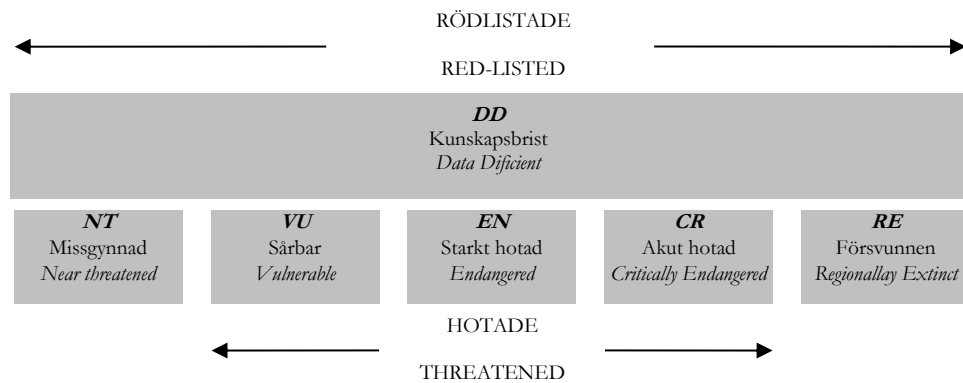 RÖDLISTADE
RED-LISTED
DD
Kunskapsbrist
Data Dificient
NT
Missgynnad
Near threatened
VU
Sårbar
Vulnerable
EN
Starkt hotad
Endangered
CR
Akut hotad
Critically Endangered
RE
Försvunnen
Regionallay Extinct
HOTADE
THREATENED